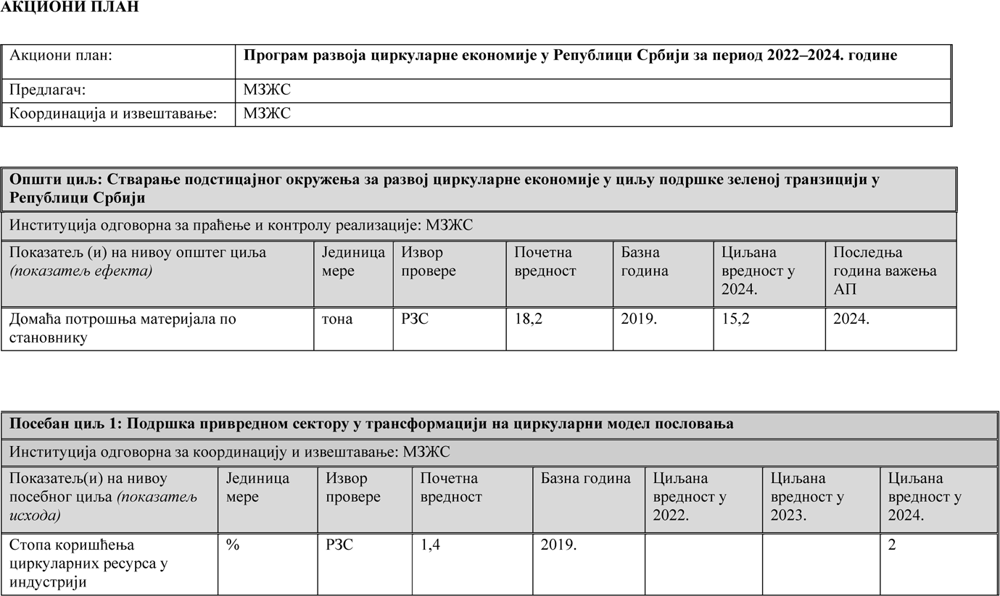 АКЦИОНИ ПЛАН
Акциони план:
Програм развоја циркуларне економије у Републици Србији за период 2022–2024. године
Предлагач:
МЗЖС
Координација и извештавање:
МЗЖС
Општи циљ: Стварање подстицајног окружења за развој циркуларне економије у циљу подршке зеленој транзицији у
Републици Србији
Институција одговорна за праћење и контролу реализације: МЗЖС
Показатељ (и) на нивоу општег циља
(показатељ ефекта)
Јединица
мере
Извор
провере
Почетна
вредност
Базна
година
Циљана
вредност у
2024.
Последња
година важења
АП
Домаћа потрошња материјала по
становнику
тона
РЗС
18,2
2019.
15,2
2024.
Посебан циљ 1: Подршка привредном сектору у трансформацији на циркуларни модел пословања
Институција одговорна за координацију и извештавање: МЗЖС
Показатељ(и) на нивоу
посебног циља (показатељ
исхода)
Јединица
мере
Извор
провере
Почетна
вредност
Базна година
Циљана
вредност у
2022.
Циљана
вредност у
2023.
Циљана
вредност у
2024.
Стопа коришћења
циркуларних ресурса у
индустрији
%
РЗС
1,4
2019.
2